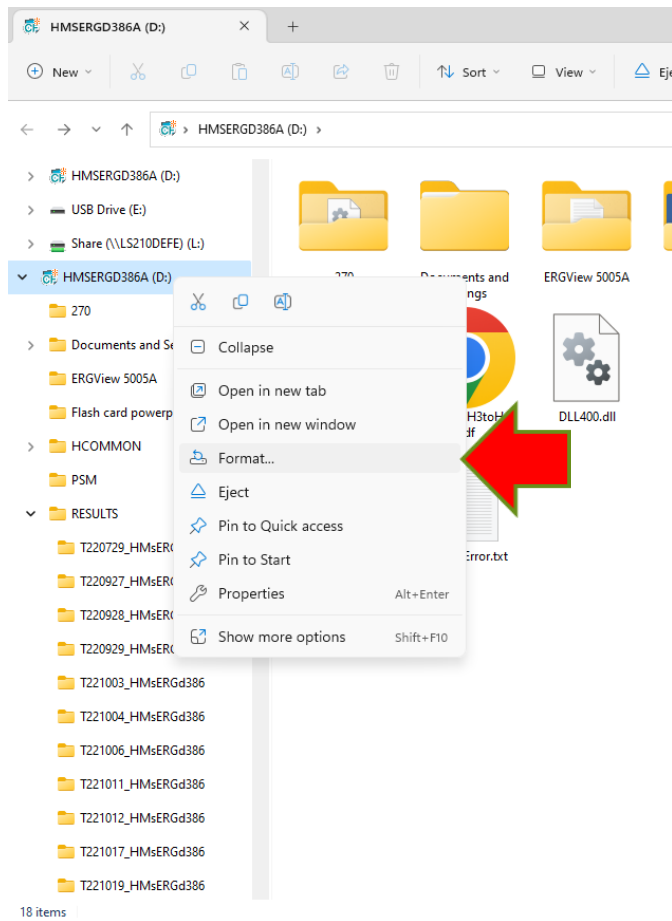 HMSERGD386A (D:)
New
Sort
View
Eje
HMSERGD386A (D:)
HMSERGD386A (D:)
USB Drive (E:)
Share (\\LS210DEFE) (L:)
HMSERGD386A (D:)
270
Documents and Se
ERGView 5005A
Flash card powerp
HCOMMON
PSM
RESULTS
T220729_HMsERG
T220927_HMsERG
T220928_HMsERG
T220929_HMsERG
T221003_HMsERGd386
T221004_HMsERGd386
T221006_HMsERGd386
T221011_HMsERGd386
T221012_HMsERGd386
T221017_HMsERGd386
T221019_HMsERGd386
18 items
Collapse
Open in new tab
Open in new window
Format...
Eject
Pin to Quick access
Pin to Start
Properties Alt+Enter
Show more options Shift+F10
270
Documents and
ngs
ERGView 5005A
H3toH
df
DLL400.dll
Error.txt